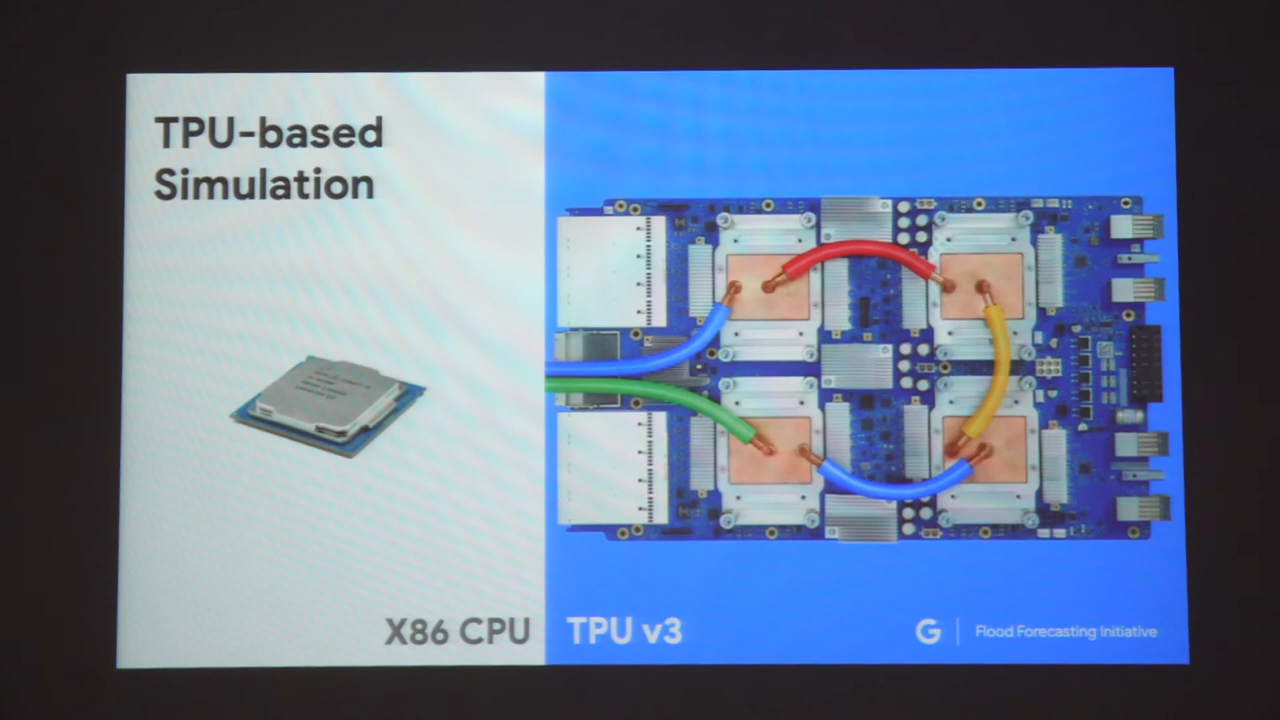 TPU-based
Simulation
X86 CPU
TPU v3
G
Flood Forecasting Initiative